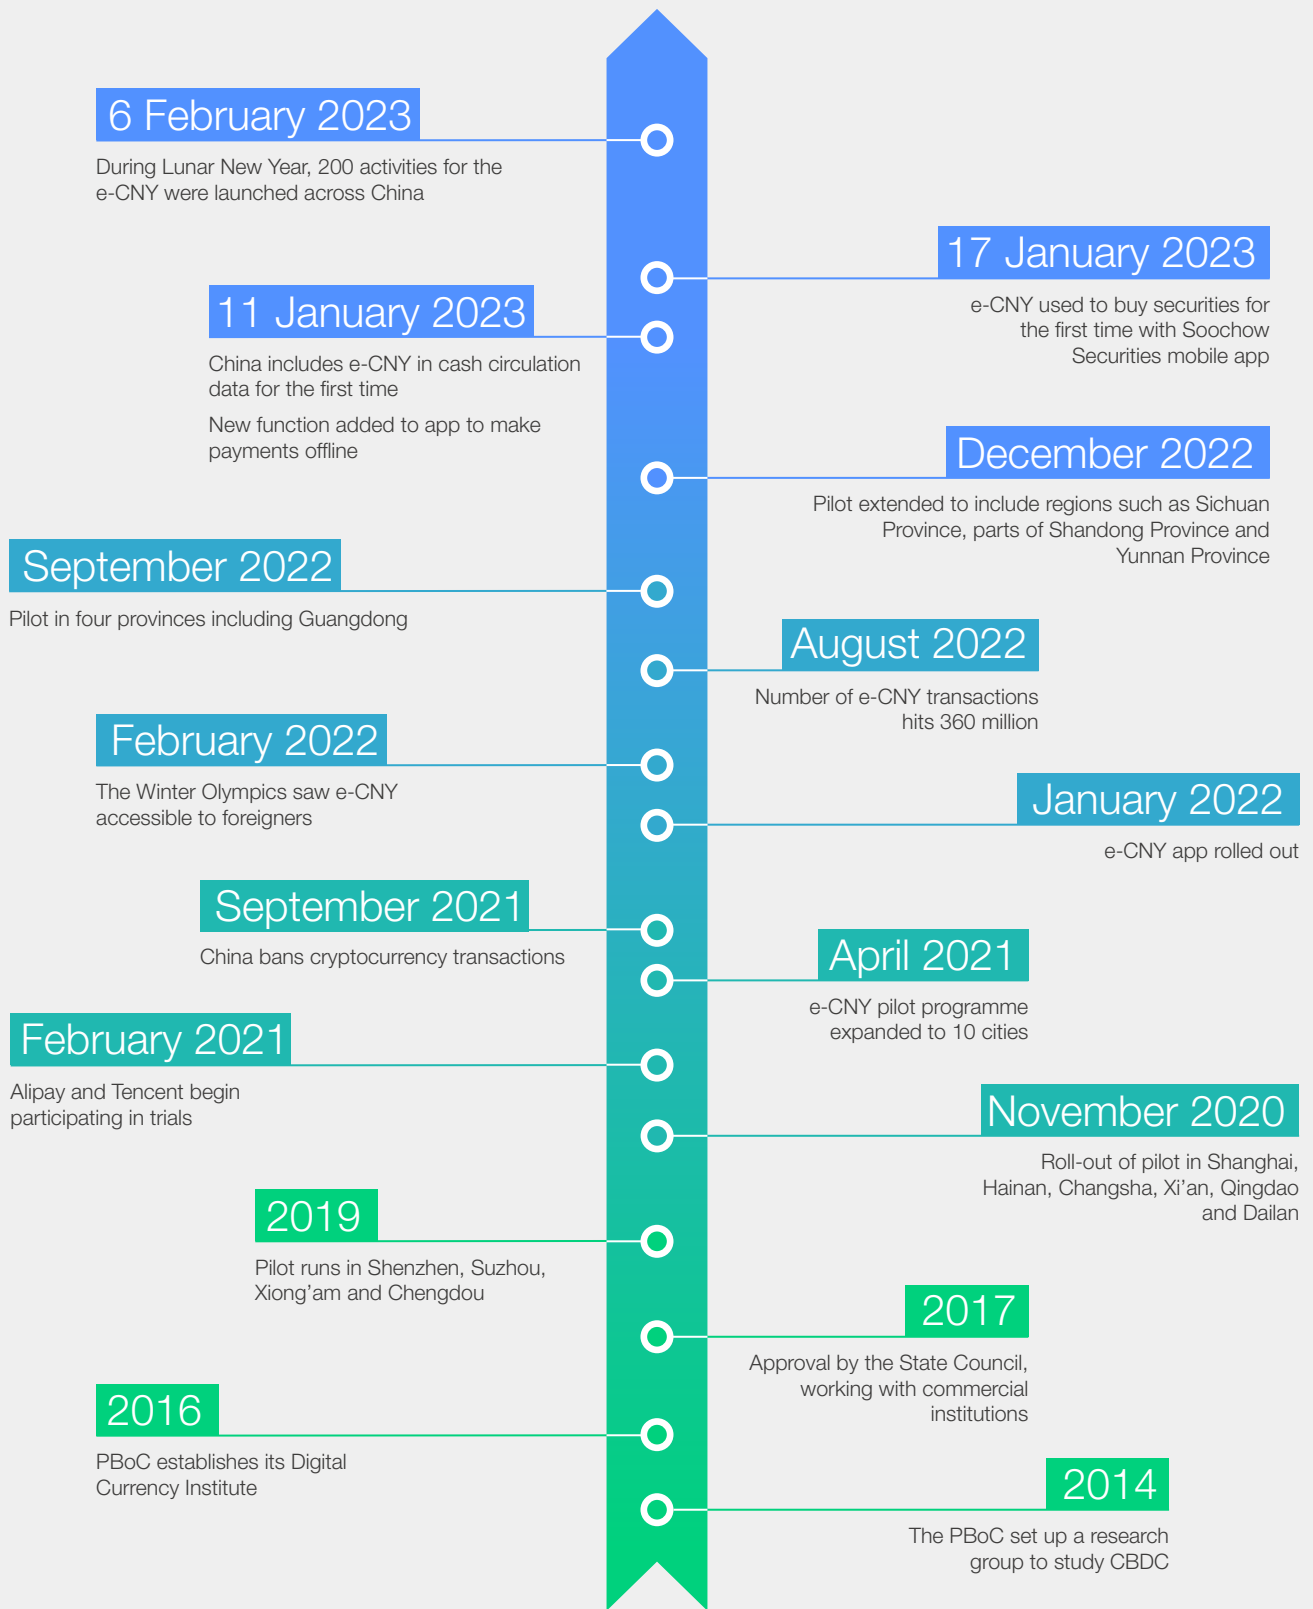 6 February 2023
During Lunar New Year, 200 activities for the
e-CNY were launched across China
17 January 2023
e-CNY used to buy securities for
the first time with Soochow
Securities mobile app
11 January 2023
China includes e-CNY in cash circulation
data for the first time
New function added to app to make
payments offline
December 2022
Pilot extended to include regions such as Sichuan
Province, parts of Shandong Province and
Yunnan Province
September 2022
Pilot in four provinces including Guangdong
August 2022
Number of e-CNY transactions
hits 360 million
February 2022
The Winter Olympics saw e-CNY
accessible to foreigners
January 2022
e-CNY app rolled out
September 2021
China bans cryptocurrency transactions
April 2021
e-CNY pilot programme
expanded to 10 cities
February 2021
Alipay and Tencent begin
participating in trials
November 2020
Roll-out of pilot in Shanghai,
Hainan, Changsha, Xi’an, Qingdao
and Dailan
2019
Pilot runs in Shenzhen, Suzhou,
Xiong’am and Chengdou
2017
Approval by the State Council,
working with commercial
institutions
2016
PBoC establishes its Digital
Currency Institute
2014
The PBoC set up a research
group to study CBDC